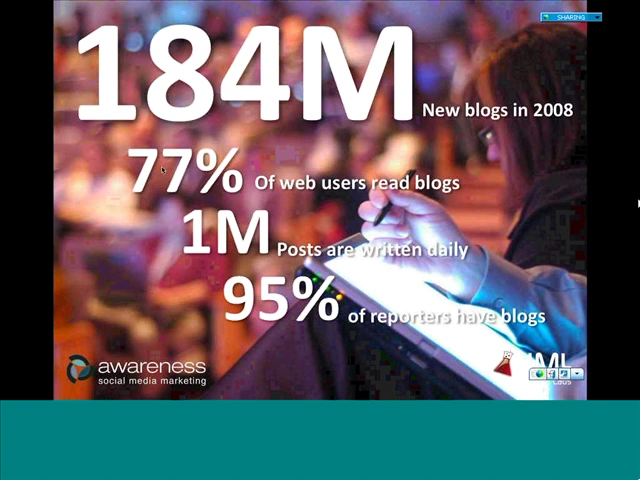 SHARING
184M New blogs in 2008
77% Of web users read blogs
1M Posts are written daily
95% of reporters have blogs
awareness
social media marketing